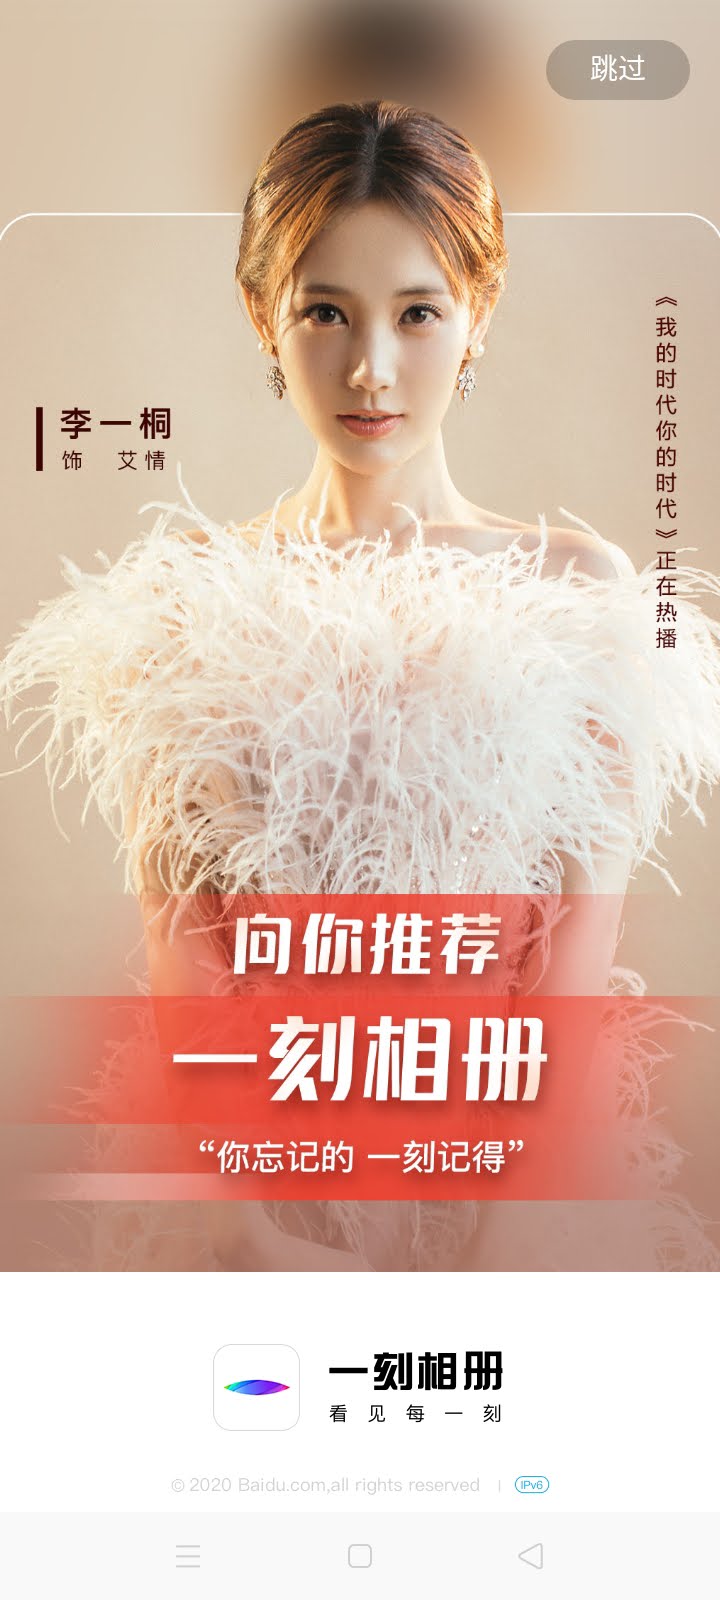 跳过
李一桐
饰 艾情
《我的时代你的时代》正在热播
向你推荐
一刻相册
“你忘记的 一刻记得”
一刻相册
看见每一刻
© 2020 Baidu.com,all rights reserved | IPv6